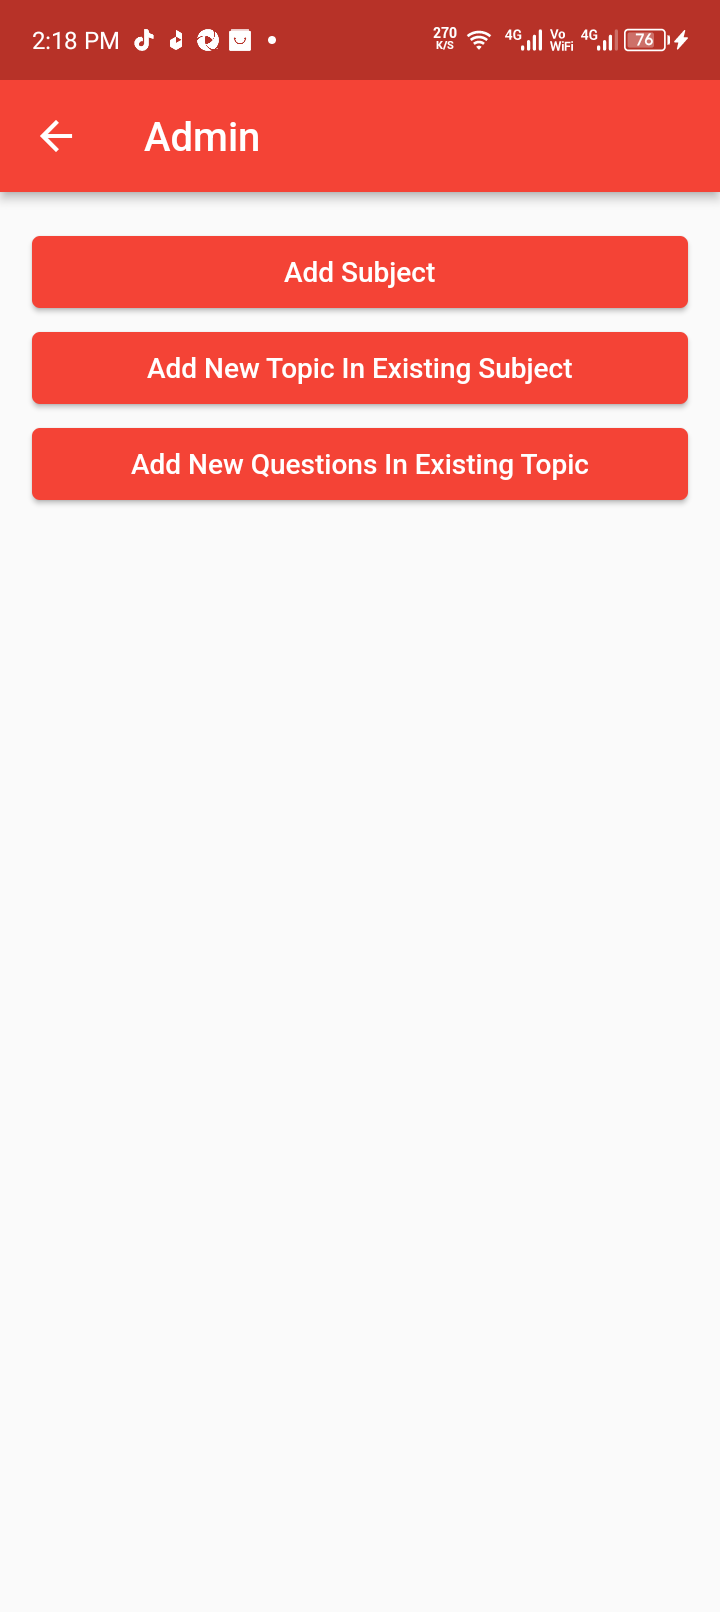 2:18 PM 270 K/S 4G Vo WiFi 4G 76
Admin
Add Subject
Add New Topic In Existing Subject
Add New Questions In Existing Topic